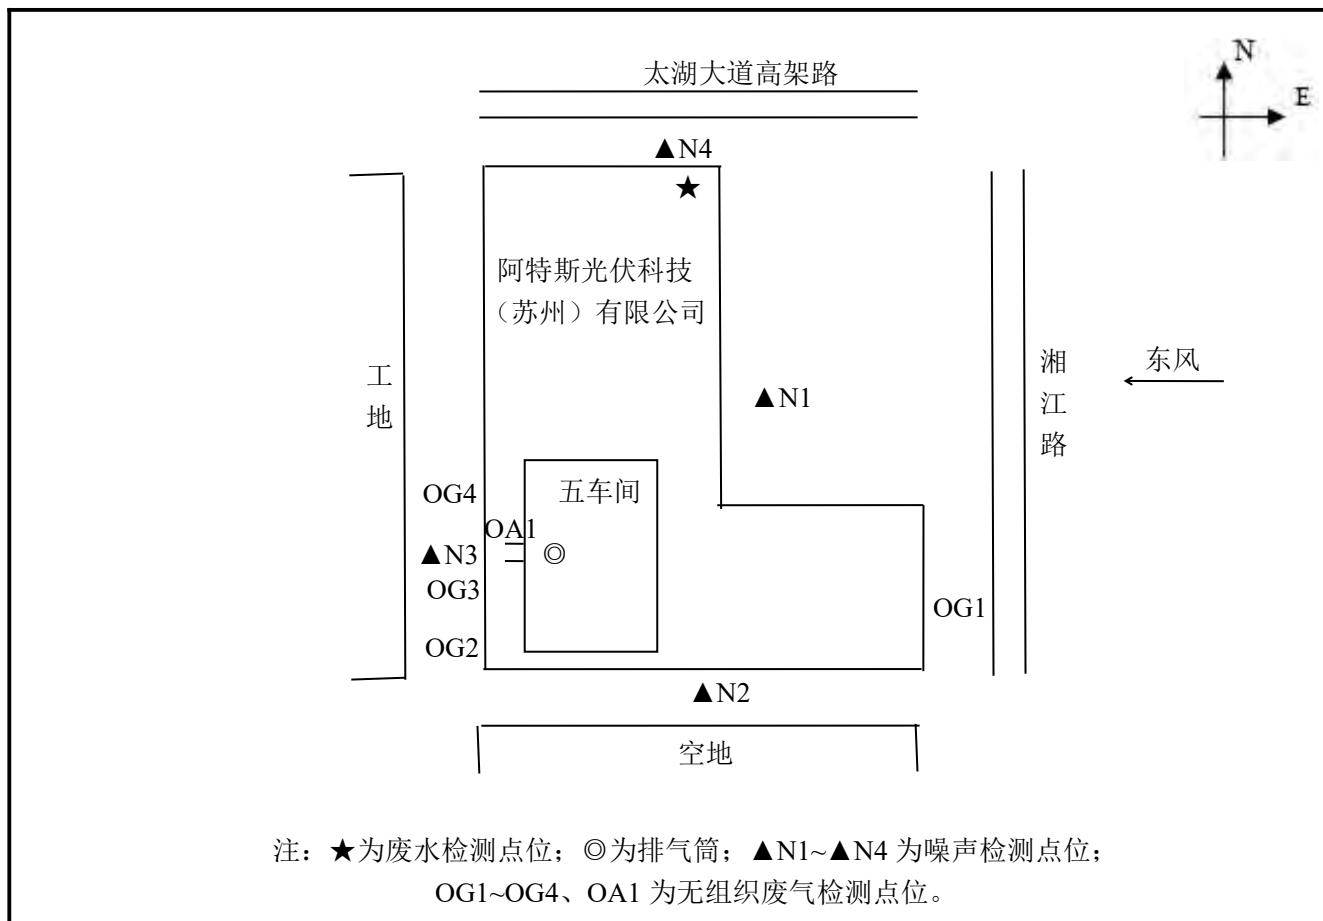 太湖大道高架路
N
E
▲N4
★
阿特斯光伏科技
（苏州）有限公司
工地
▲N1
湘江路
东风
五车间
OG4
OA1
▲N3
◎
OG3
OG1
OG2
▲N2
空地
注：★为废水检测点位；◎为排气筒；▲N1~▲N4 为噪声检测点位；
OG1~OG4、OA1 为无组织废气检测点位。